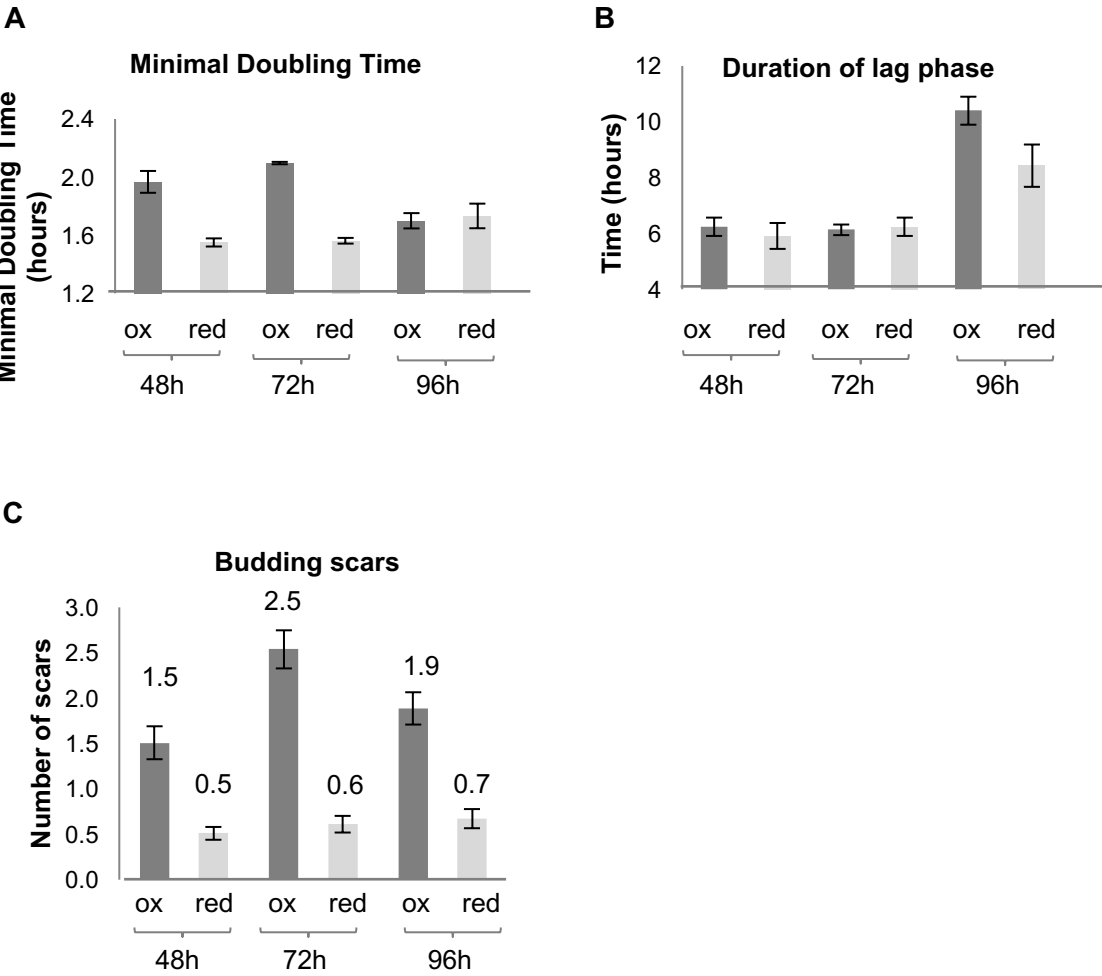 A
Minimal Doubling Time
Minimal Doubling Time
(hours)
2.4
2.0
1.6
1.2
ox red ox red ox red
48h 72h 96h
B
Duration of lag phase
Time (hours)
12
10
8
6
4
ox red ox red ox red
48h 72h 96h
C
Budding scars
Number of scars
3.0
2.5
2.0
1.5
1.0
0.5
0.0
1.5
0.5
2.5
0.6
1.9
0.7
ox red ox red ox red
48h 72h 96h